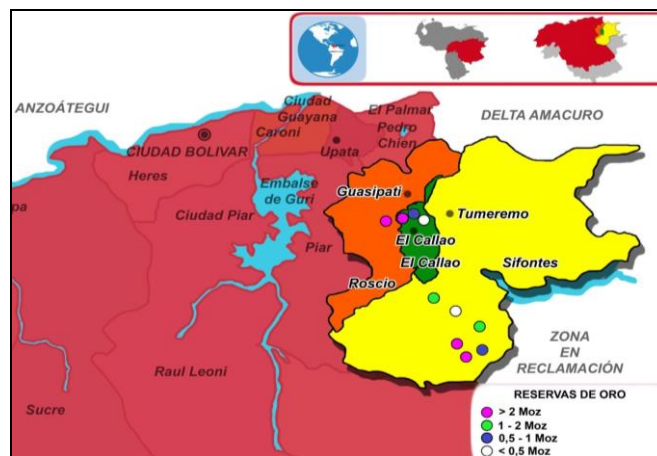 ANZOÁTEGUI
DELTA AMACURO
Ciudad
Guayana
Caroni
El Palmar
Pedro
Chien
CIUDAD BOLIVAR
Upata
Heres
Embalse
de Guri
Guasipati
Ciudad Piar
Tumeremo
pa
Piar
El Callao
El Callao
Sifontes
Roscio
Raul Leoni
ZONA
EN
RECLAMACIÓN
Sucre
RESERVAS DE ORO
> 2 Moz
1 - 2 Moz
0,5 - 1 Moz
< 0,5 Moz